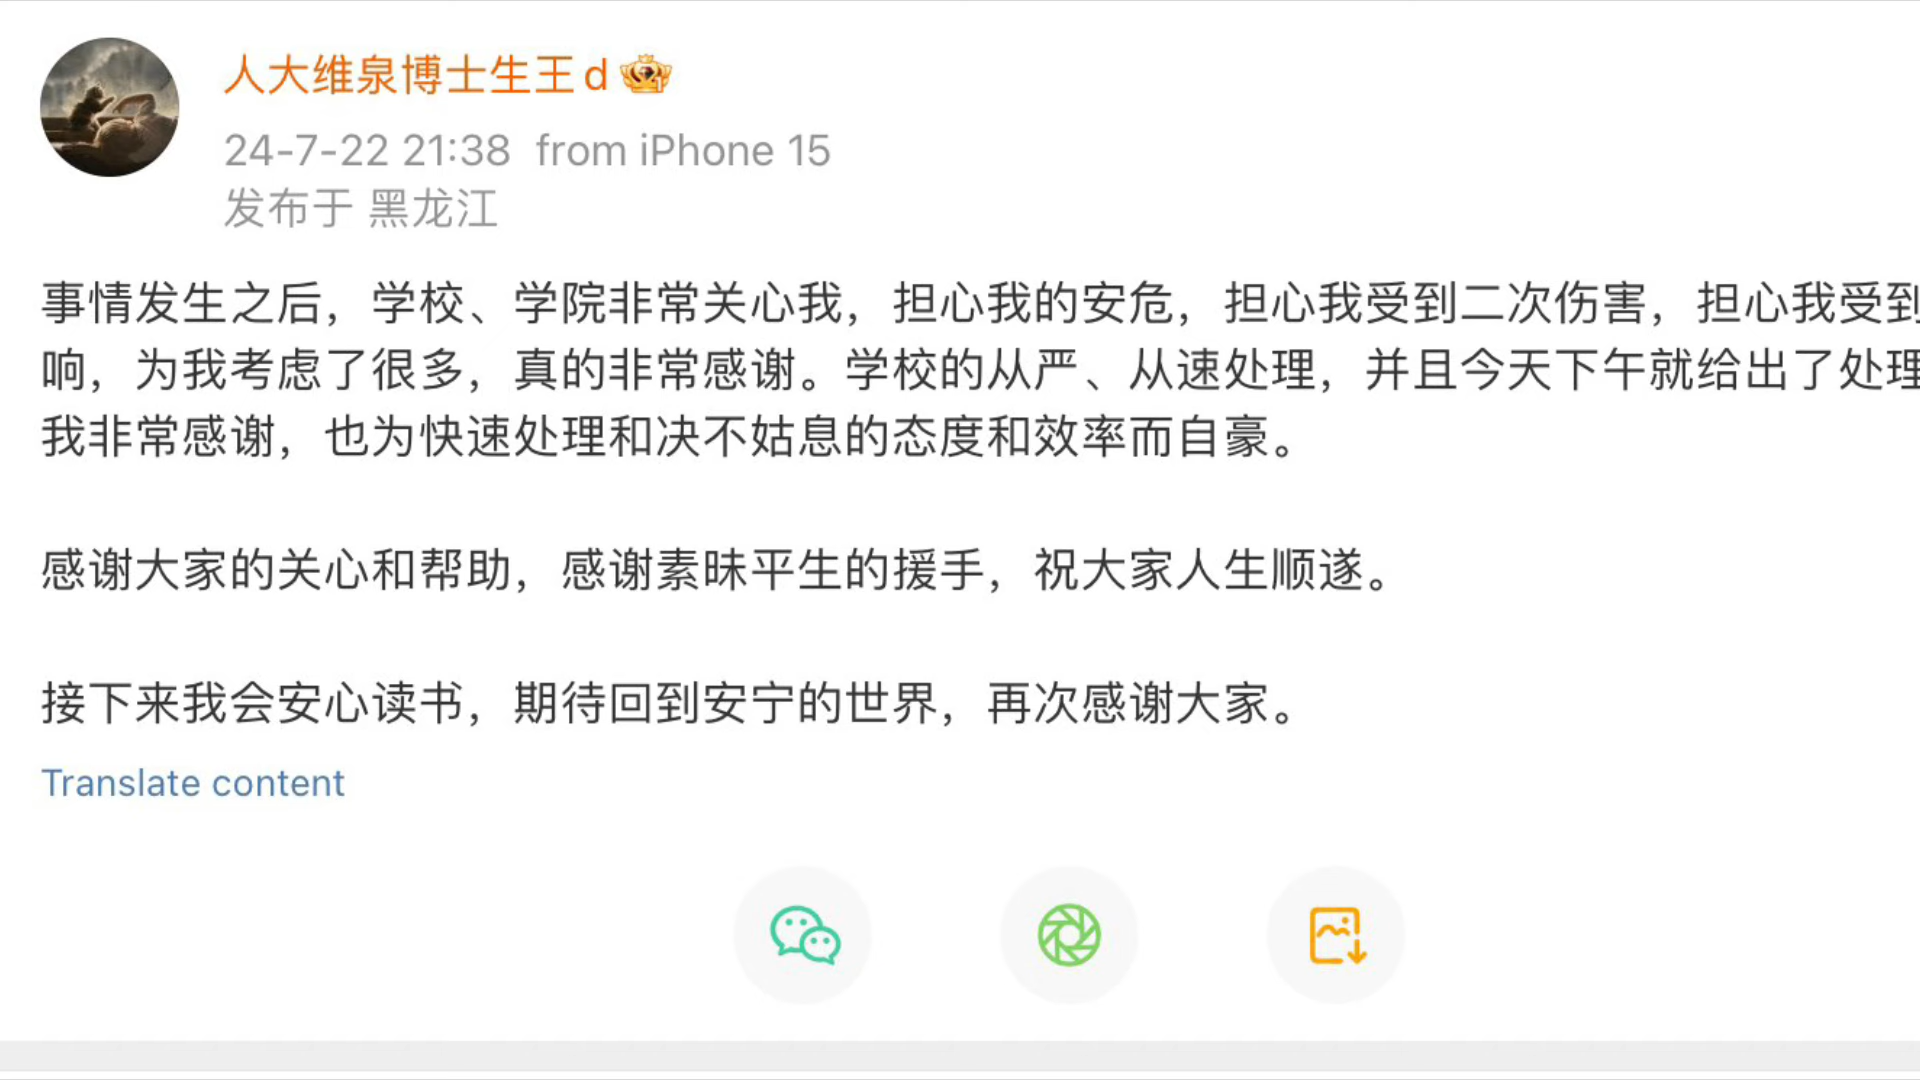 人大维泉博士生王d
24-7-22 21:38 from iPhone 15
发布于 黑龙江
事情发生之后，学校、学院非常关心我，担心我的安危，担心我受到二次伤害，担心我受到
响，为我考虑了很多，真的非常感谢。学校的从严、从速处理，并且今天下午就给出了处理
我非常感谢，也为快速处理和决不姑息的态度和效率而自豪。
感谢大家的关心和帮助，感谢素昧平生的援手，祝大家人生顺遂。
接下来我会安心读书，期待回到安宁的世界，再次感谢大家。
Translate content